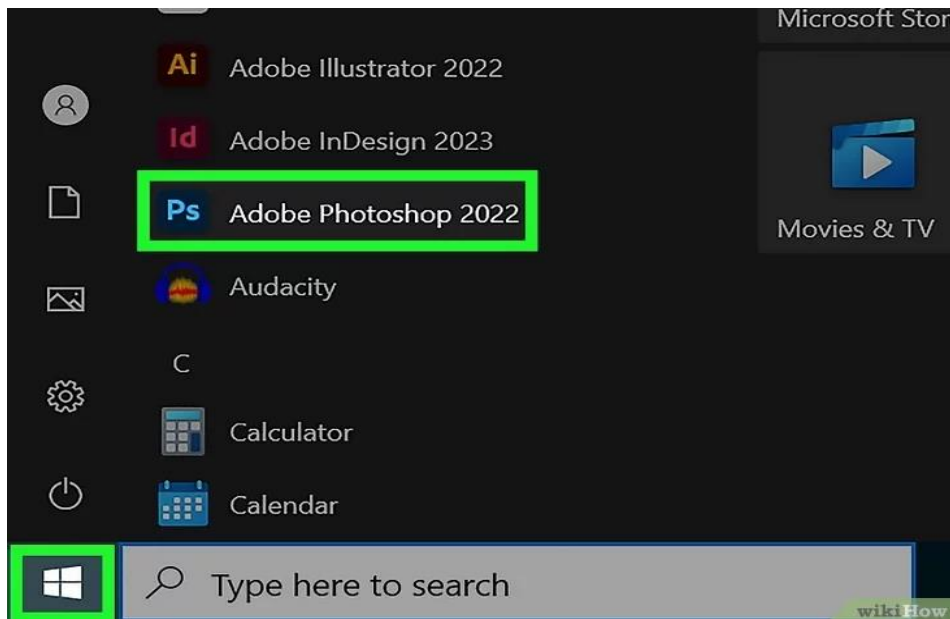 Microsoft Stor
Ai Adobe Illustrator 2022
Id Adobe InDesign 2023
Ps Adobe Photoshop 2022
Movies & TV
Audacity
C
Calculator
Calendar
Type here to search
wikiHow